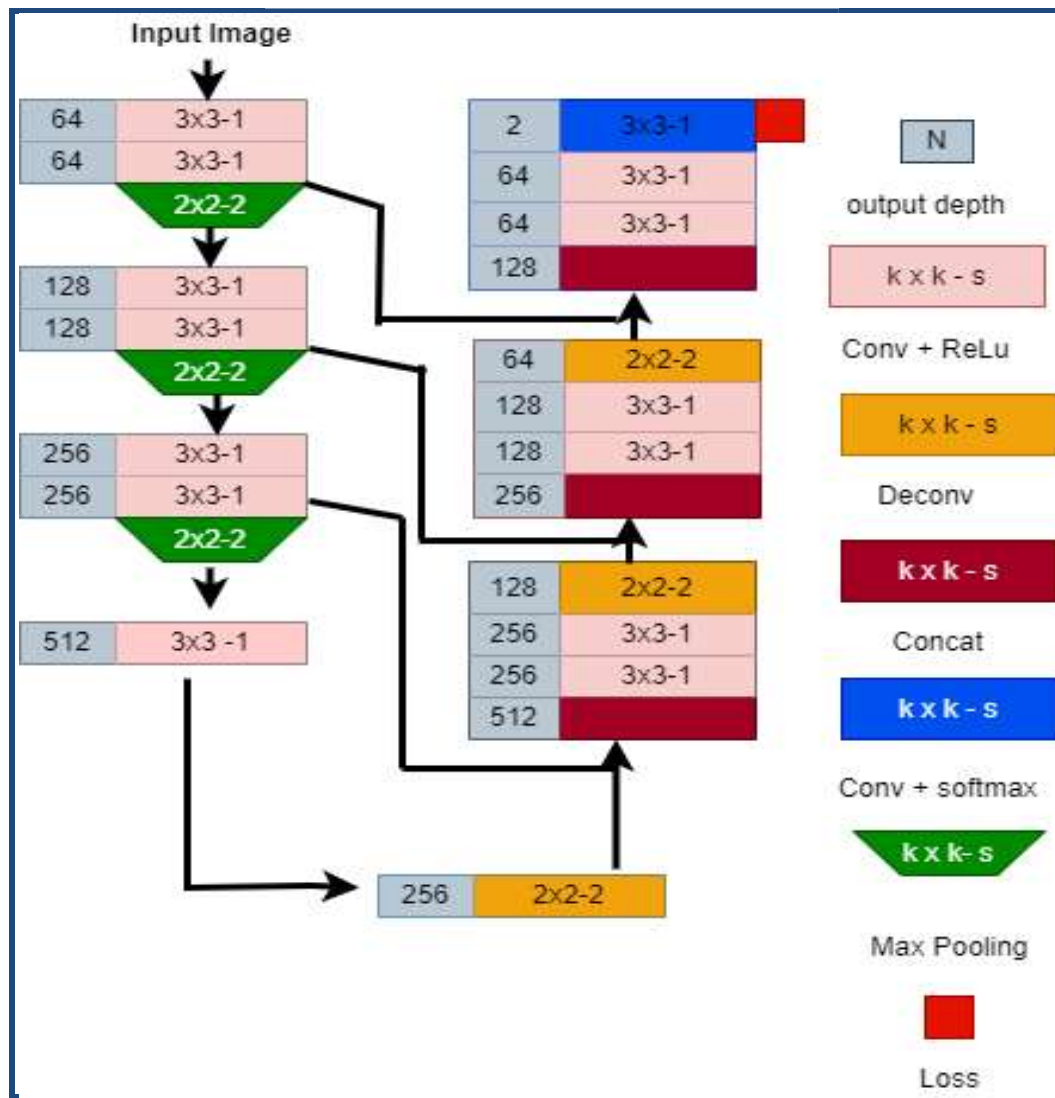 Input Image
64 3x3-1
64 3x3-1
2x2-2
128 3x3-1
128 3x3-1
2x2-2
256 3x3-1
256 3x3-1
2x2-2
512 3x3 -1
256 2x2-2
2 3x3-1
64 3x3-1
64 3x3-1
128
64 2x2-2
128 3x3-1
128 3x3-1
256
128 2x2-2
256 3x3-1
256 3x3-1
512
N
output depth
k x k - s
Conv + ReLu
k x k - s
Deconv
k x k - s
Concat
k x k - s
Conv + softmax
k x k- s
Max Pooling
Loss